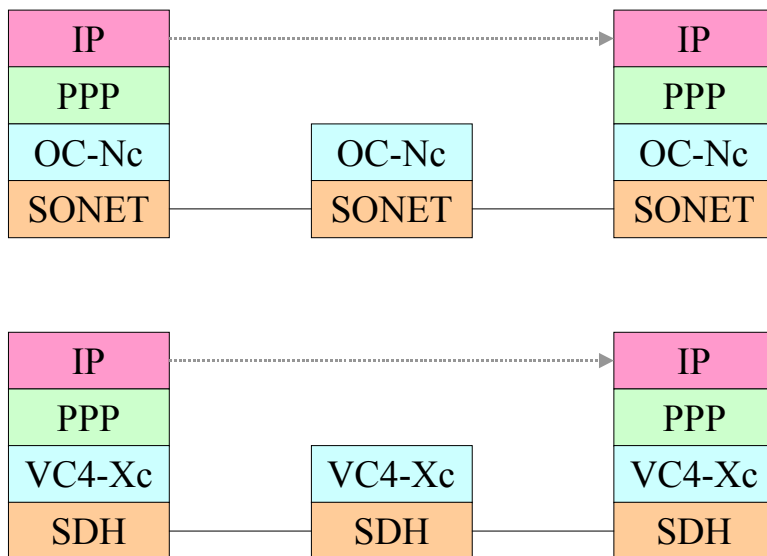 IP IP
PPP PPP
OC-Nc OC-Nc OC-Nc
SONET SONET SONET
IP IP
PPP PPP
VC4-Xc VC4-Xc VC4-Xc
SDH SDH SDH